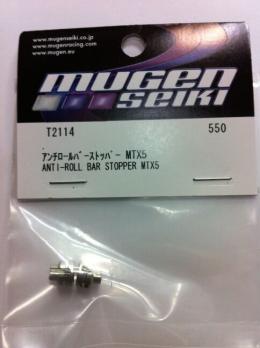 www.mugenseiki.co.jp
www.mugenracing.com
www.mugen.eu
mugen
seiki
T2114 550
アンチロールバーストッパー MTX5
ANTI-ROLL BAR STOPPER MTX5